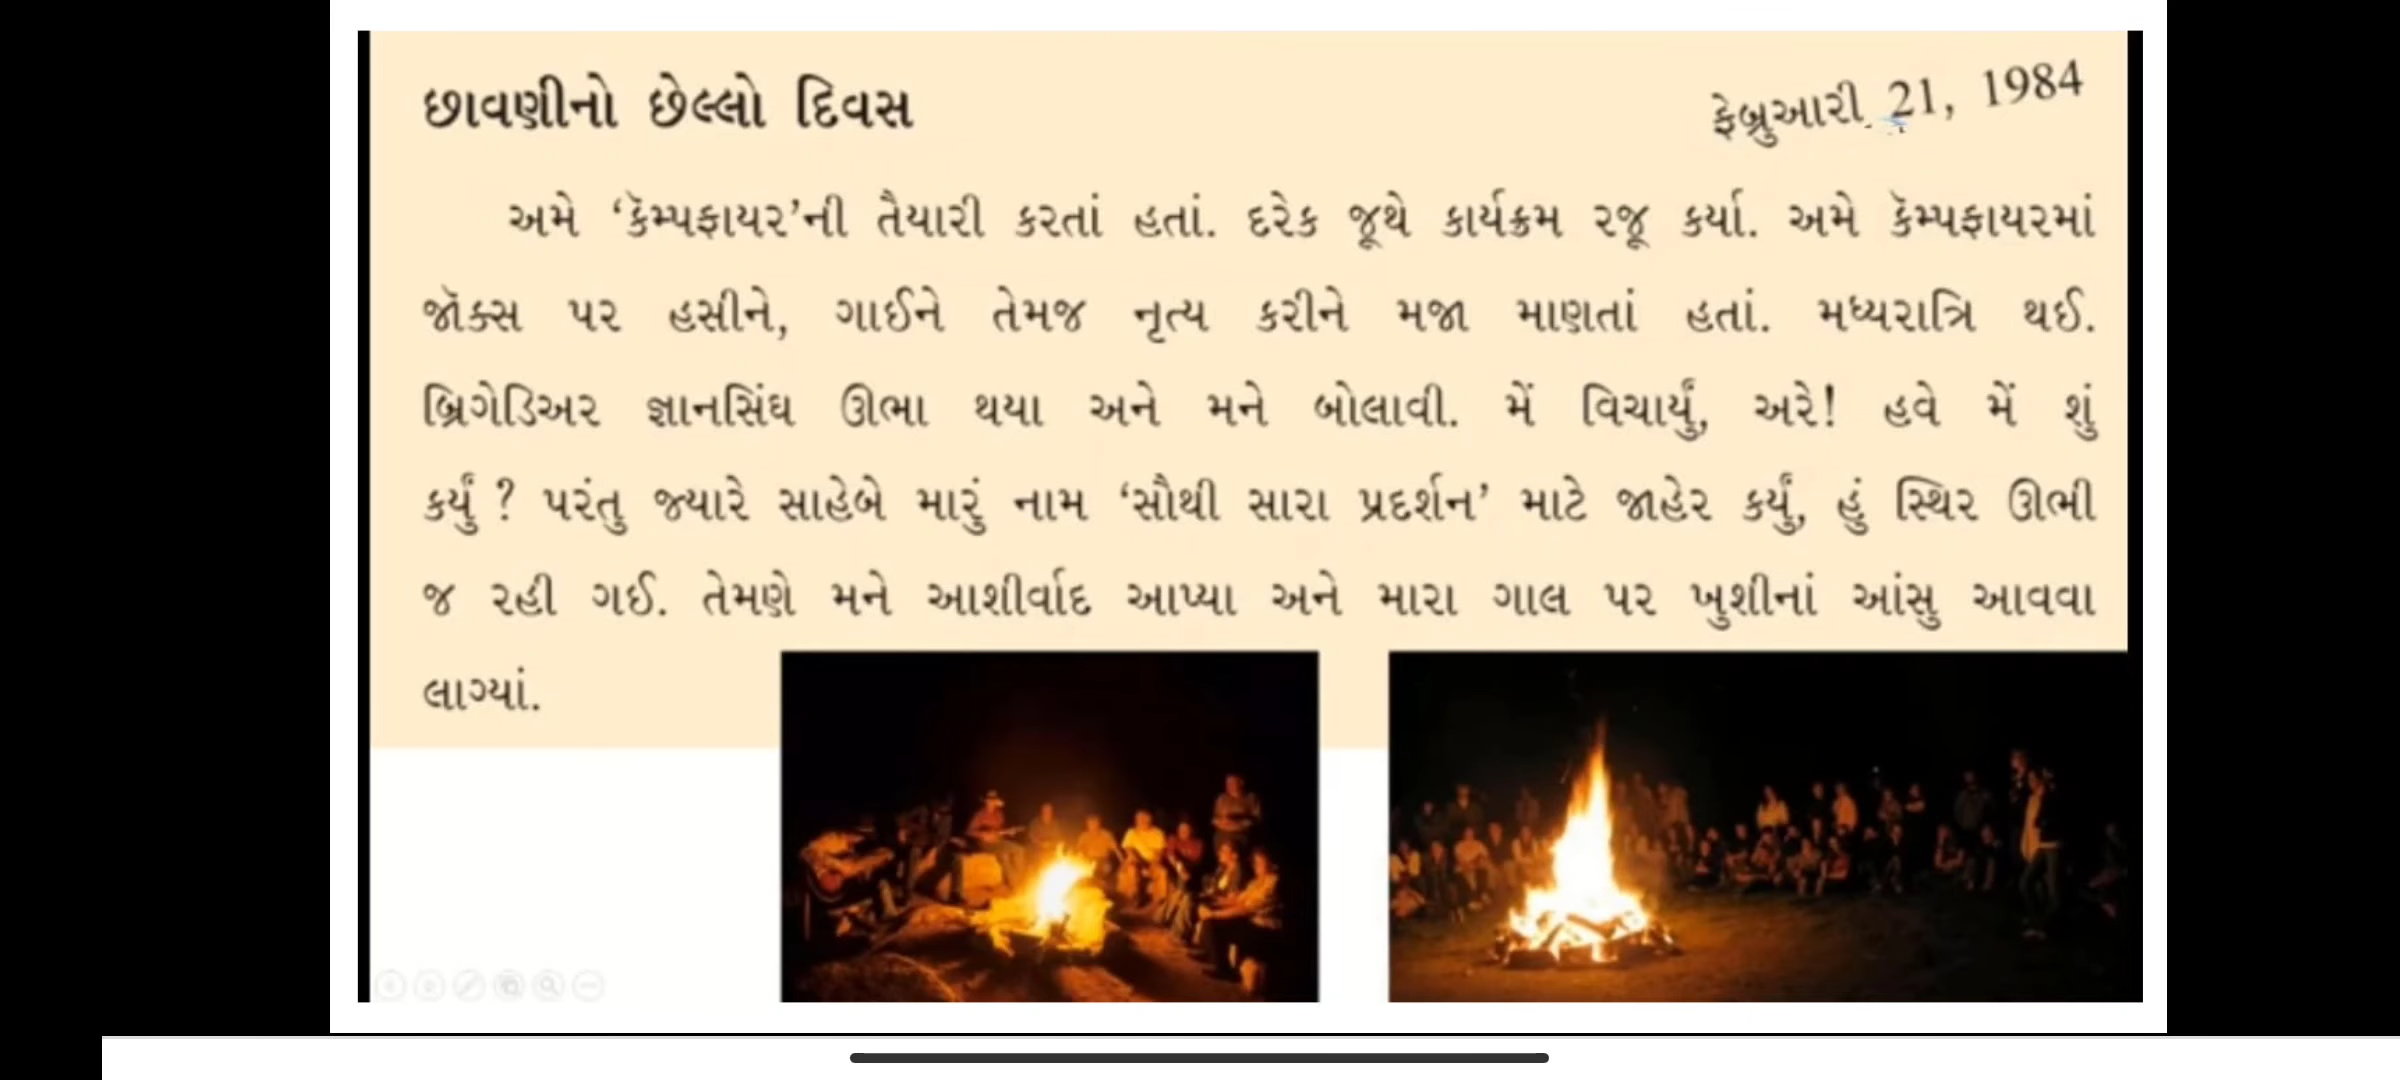 છાવણીનો છેલ્લો દિવસ
ફેબ્રુઆરી 21, 1984
અમે ‘કૅમ્પફાયર’ની તૈયારી કરતાં હતાં. દરેક જૂથે કાર્યક્રમ રજૂ કર્યા. અમે કૅમ્પફાયરમાં
જૉક્સ પર હસીને, ગાઈને તેમજ નૃત્ય કરીને મજા માણતાં હતાં. મધ્યરાત્રિ થઈ.
બ્રિગેડિઅર જ્ઞાનસિંઘ ઊભા થયા અને મને બોલાવી. મેં વિચાર્યું, અરે! હવે મેં શું
કર્યું ? પરંતુ જ્યારે સાહેબે મારું નામ ‘સૌથી સારા પ્રદર્શન’ માટે જાહેર કર્યું, હું સ્થિર ઊભી
જ રહી ગઈ. તેમણે મને આશીર્વાદ આપ્યા અને મારા ગાલ પર ખુશીનાં આંસુ આવવા
લાગ્યાં.